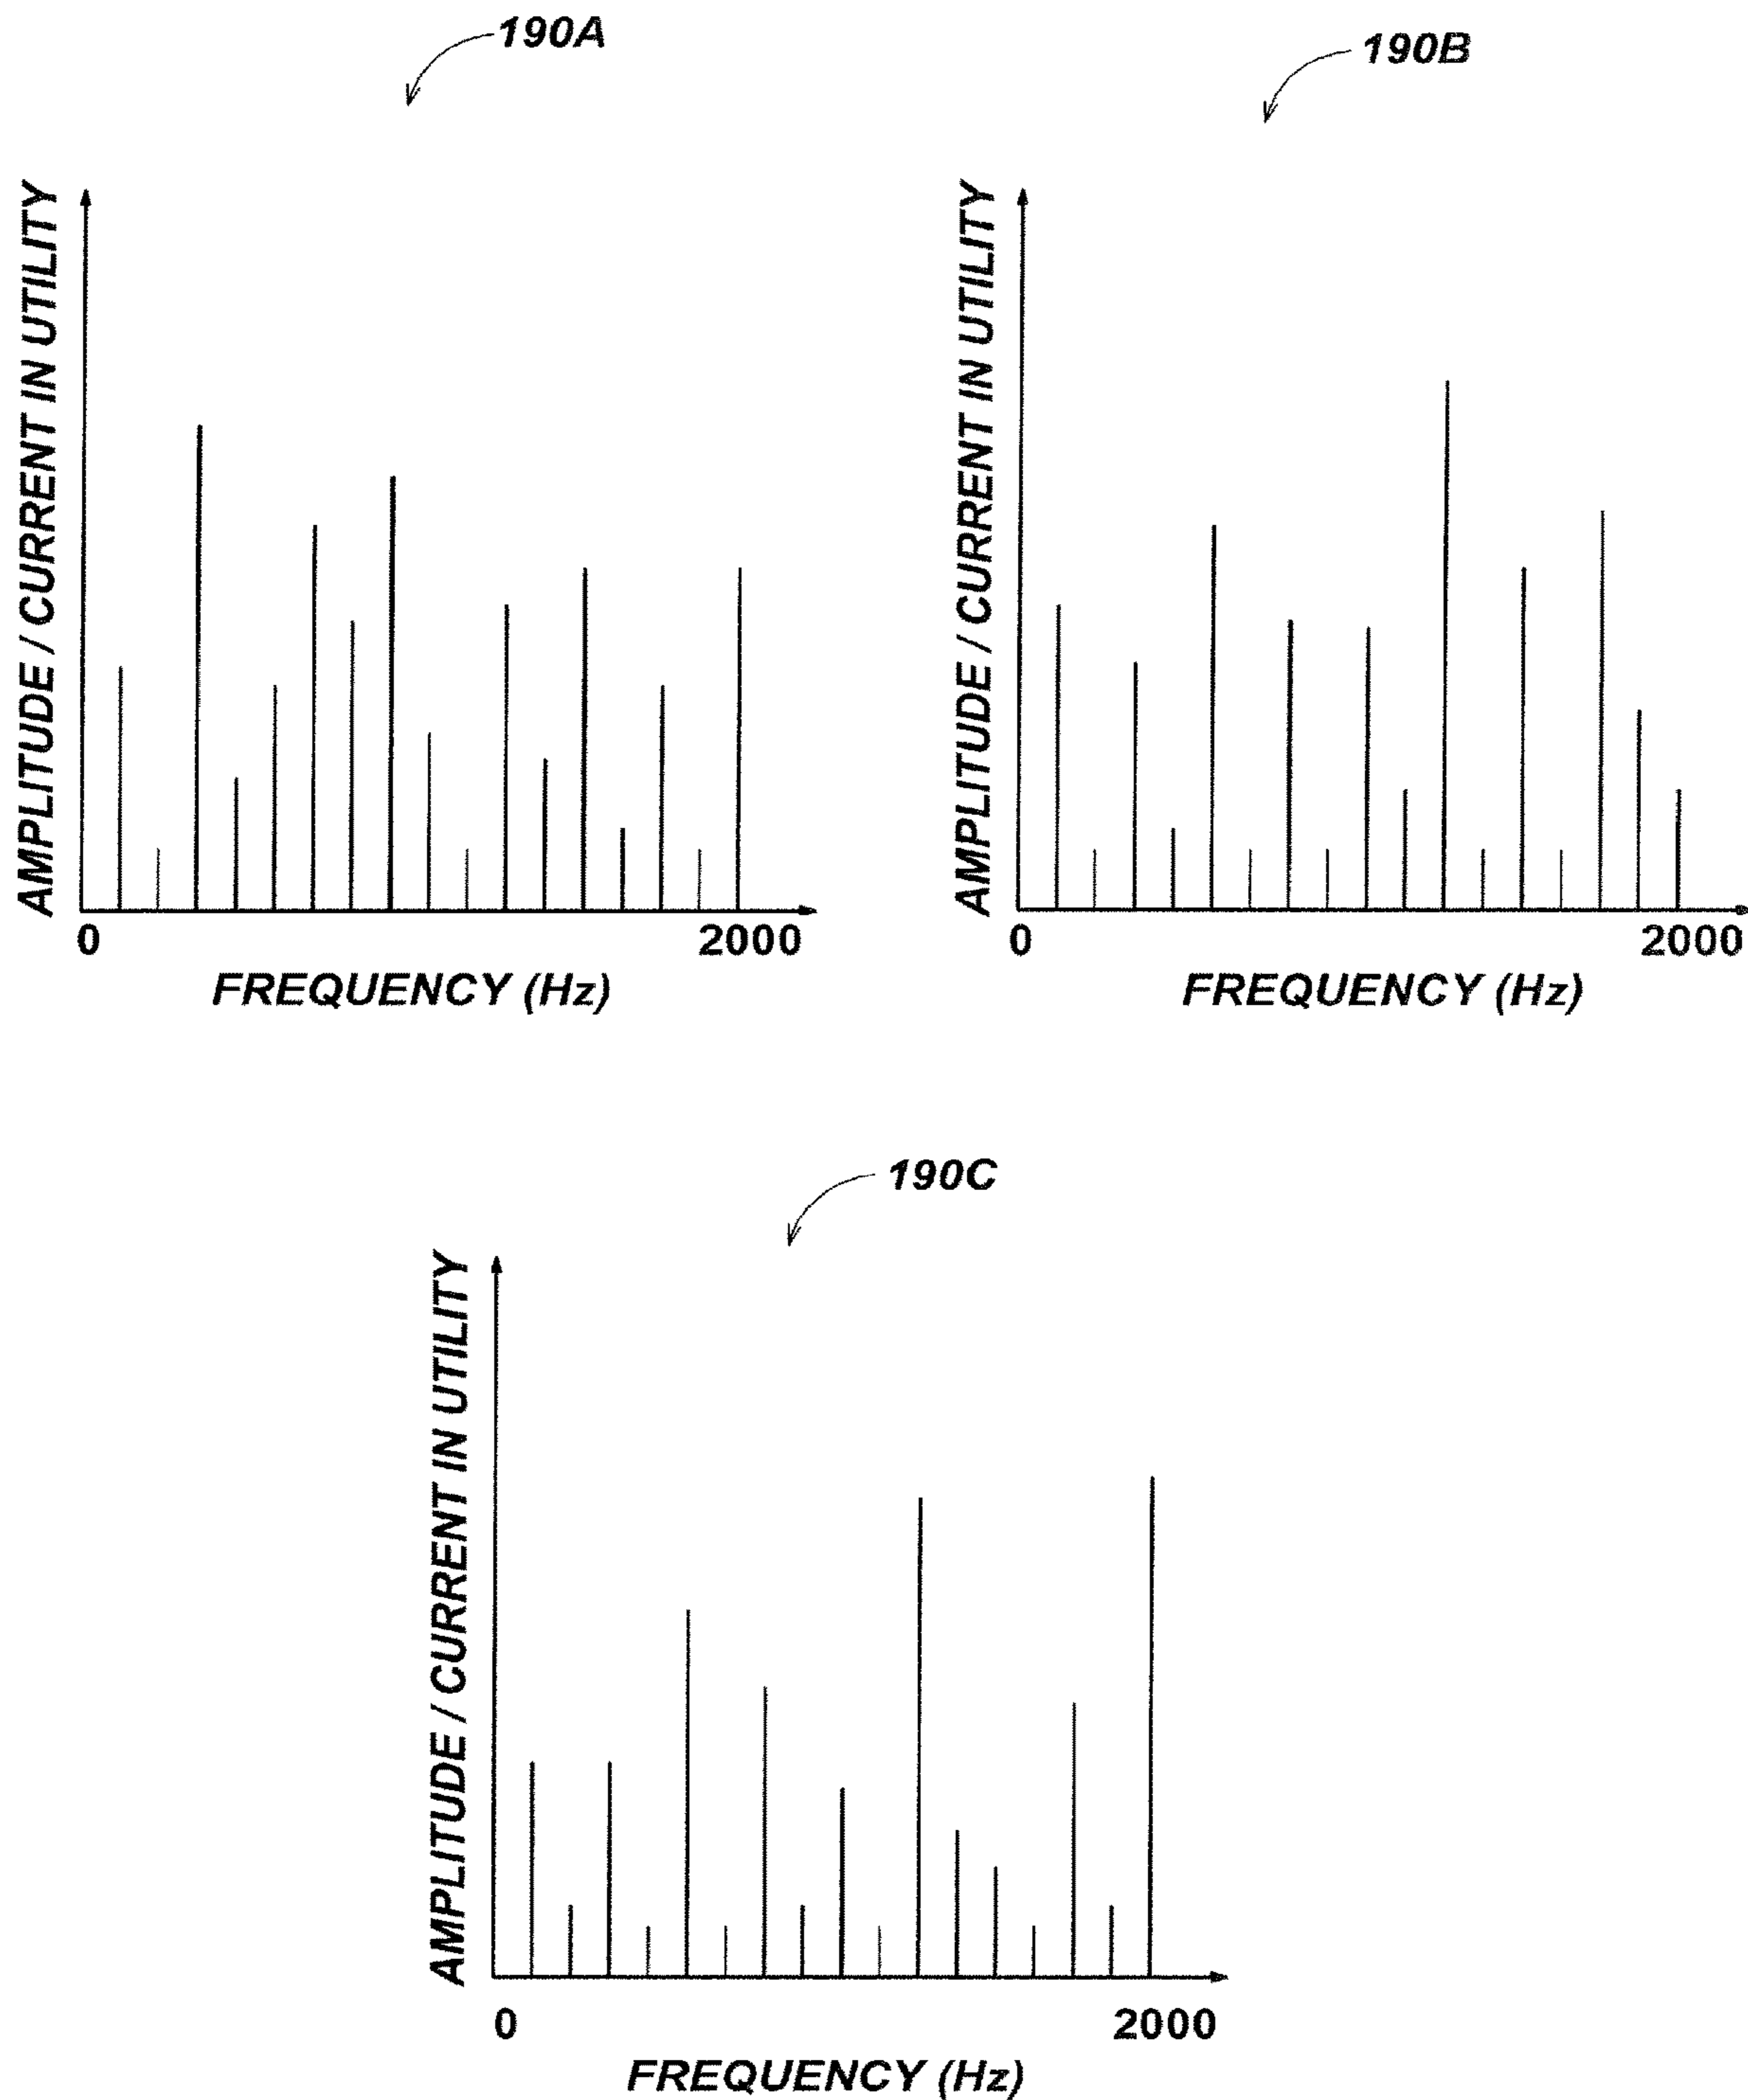 190A
AMPLITUDE / CURRENT IN UTILITY
0 2000
FREQUENCY (Hz)
190B
AMPLITUDE / CURRENT IN UTILITY
0 2000
FREQUENCY (Hz)
190C
AMPLITUDE / CURRENT IN UTILITY
0 2000
FREQUENCY (Hz)